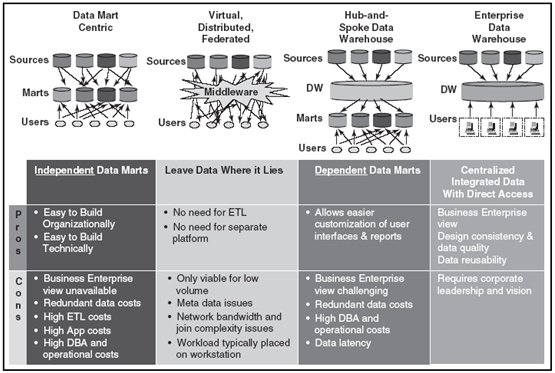 Data Mart
Centric
Virtual,
Distributed,
Federated
Hub-and-
Spoke Data
Warehouse
Enterprise
Data
Warehouse
Sources
Marts
Users
Sources
Middleware
Users
Sources
DW
Marts
Users
Sources
DW
Users
Independent Data Marts
Leave Data Where it Lies
Dependent Data Marts
Centralized
Integrated Data
With Direct Access
Pros
• Easy to Build
Organizationally
• Easy to Build
Technically
• No need for ETL
• No need for separate
platform
• Allows easier
customization of user
interfaces & reports
Business Enterprise
view
Design consistency &
data quality
Data reusability
Cons
• Business Enterprise
view unavailable
• Redundant data costs
• High ETL costs
• High App costs
• High DBA and
operational costs
• Only viable for low
volume
• Meta data issues
• Network bandwidth and
join complexity issues
• Workload typically placed
on workstation
• Business Enterprise
view challenging
• Redundant data costs
• High DBA and
operational costs
• Data latency
Requires corporate
leadership and vision